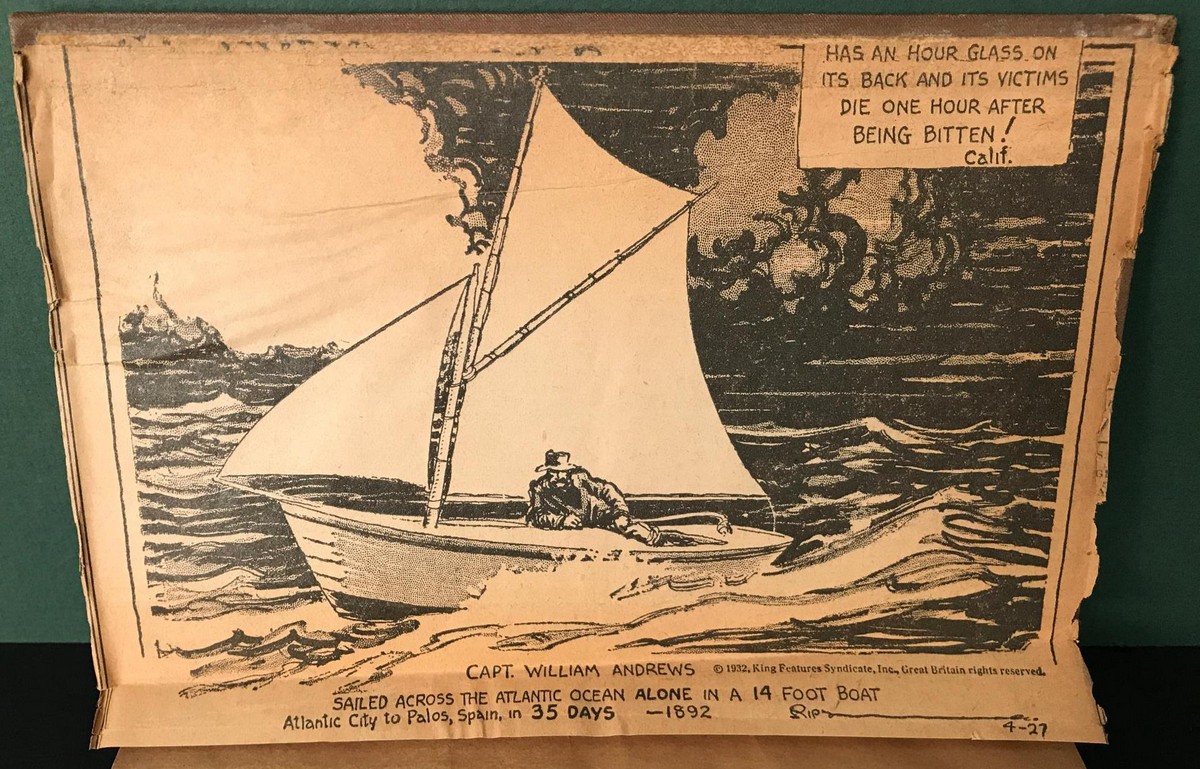 HAS AN HOUR GLASS ON
ITS BACK AND ITS VICTIMS
DIE ONE HOUR AFTER
BEING BITTEN!
Calif.
CAPT. WILLIAM ANDREWS © 1932, King Features Syndicate, Inc., Great Britain rights reserved.
SAILED ACROSS THE ATLANTIC OCEAN ALONE IN A 14 FOOT BOAT
Atlantic City to Palos, Spain, in 35 DAYS —1892
Rip
4-27